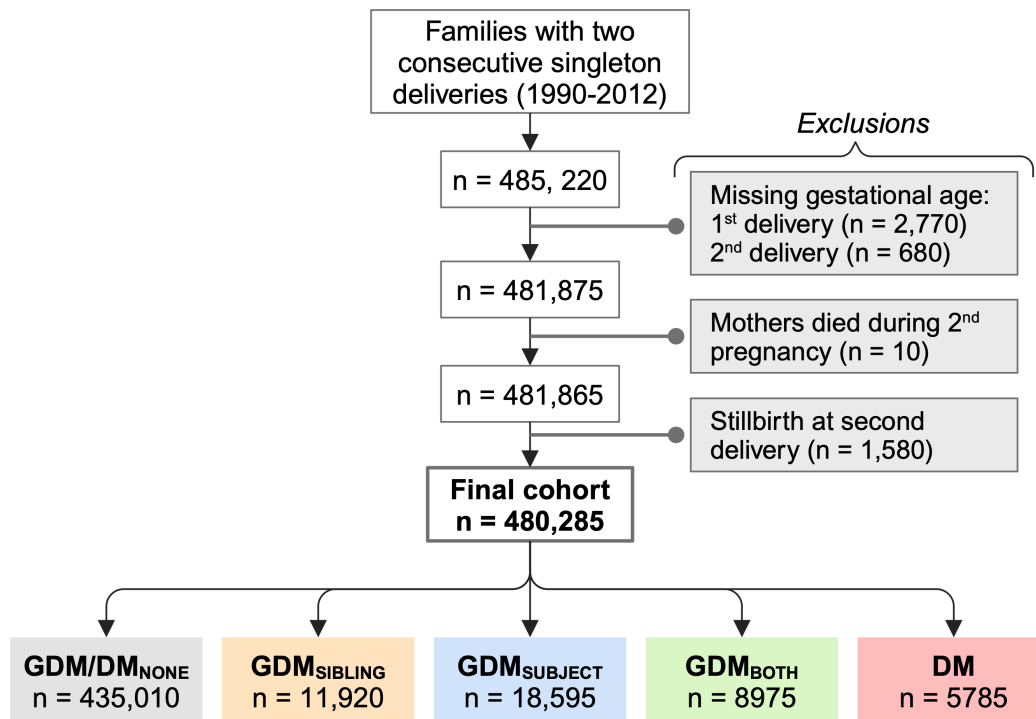 Families with two
consecutive singleton
deliveries (1990-2012)
Exclusions
n = 485, 220
Missing gestational age:
1st delivery (n = 2,770)
2nd delivery (n = 680)
n = 481,875
Mothers died during 2nd
pregnancy (n = 10)
n = 481,865
Stillbirth at second
delivery (n = 1,580)
Final cohort
n = 480,285
GDM/DMNONE
n = 435,010
GDMSIBLING
n = 11,920
GDMSUBJECT
n = 18,595
GDMBOTH
n = 8975
DM
n = 5785